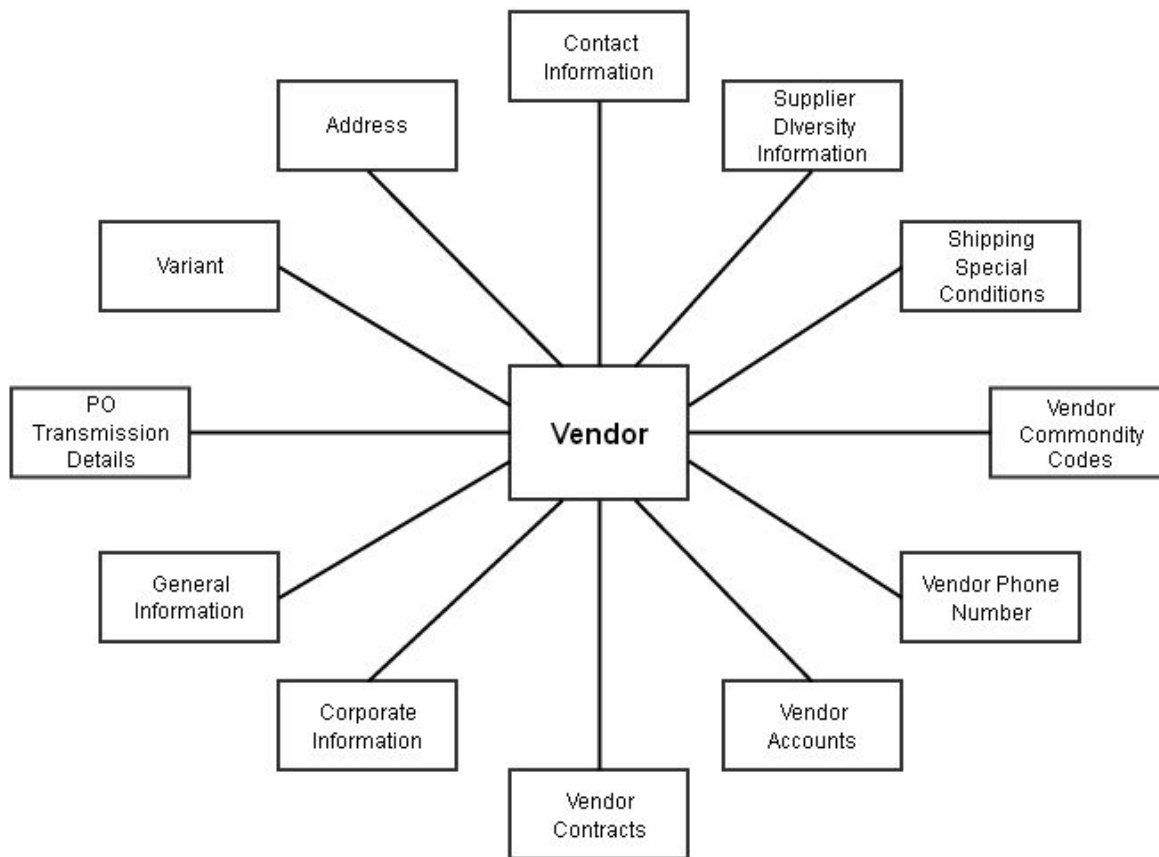 Contact
Information
Address
Supplier
DIversity
Information
Variant
Shipping
Special
Conditions
PO
Transmission
Details
Vendor
Vendor
Commondity
Codes
General
Information
Vendor Phone
Number
Corporate
Information
Vendor
Accounts
Vendor
Contracts